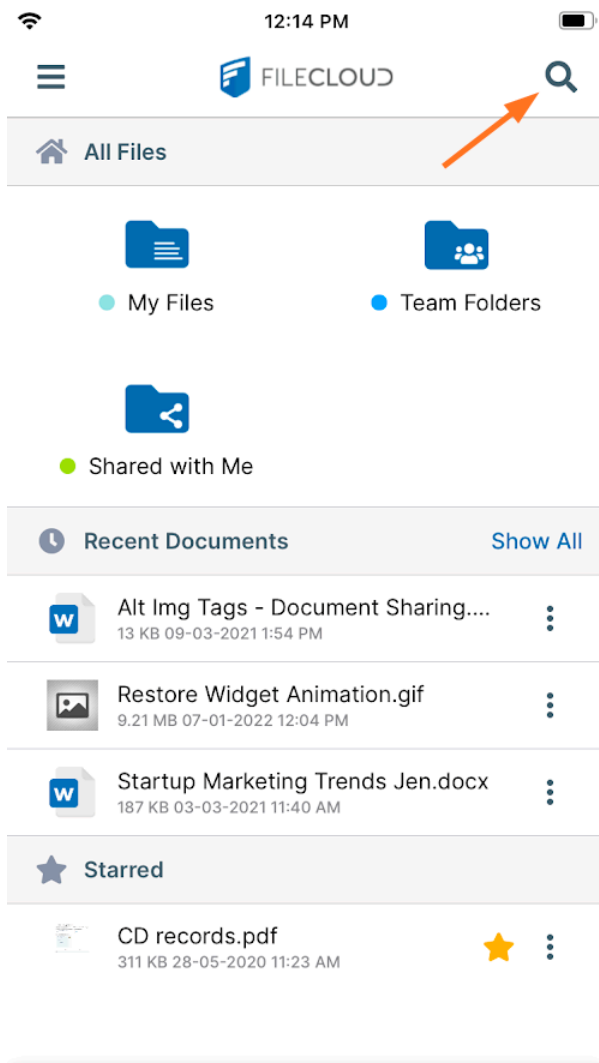 12:14 PM
FILECLOUD
All Files
My Files
Team Folders
Shared with Me
Recent Documents
Show All
W
Alt Img Tags - Document Sharing....
13 KB 09-03-2021 1:54 PM
Restore Widget Animation.gif
9.21 MB 07-01-2022 12:04 PM
W
Startup Marketing Trends Jen.docx
187 KB 03-03-2021 11:40 AM
Starred
CD records.pdf
311 KB 28-05-2020 11:23 AM